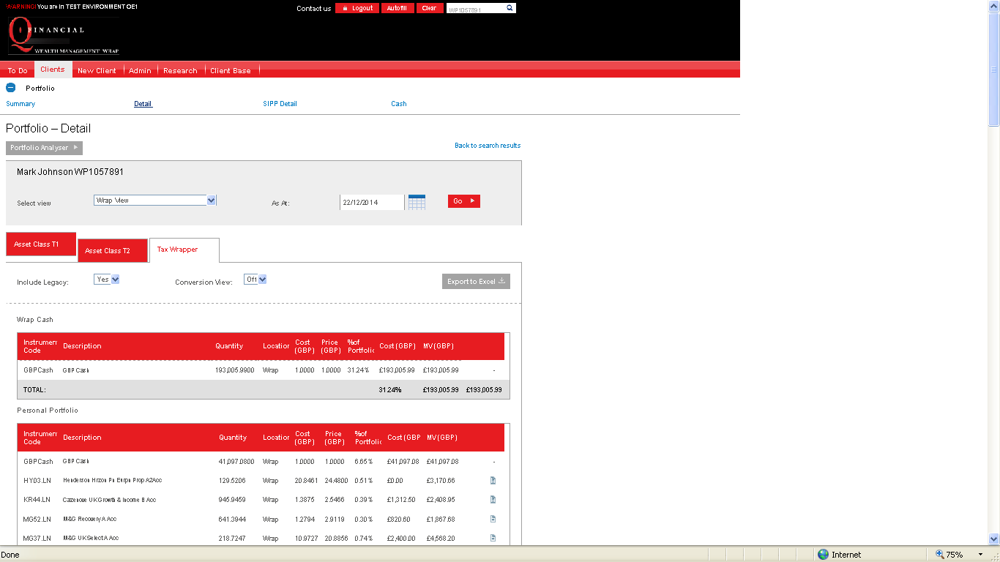 WARNING! You are in TEST ENVIRONMENT OE1
Contact us Logout Autofill Clear WP1057891
Q FINANCIAL
WEALTH MANAGEMENT WRAP
To Do Clients New Client Admin Research Client Base
Portfolio
Summary Detail SIPP Detail Cash
Portfolio – Detail
Portfolio Analyser Back to search results
Mark Johnson WP1057891
Select view Wrap View As At: 22/12/2014 Go
Asset Class T1 Asset Class T2 Tax Wrapper
Include Legacy: Yes Conversion View: Off Export to Excel
Wrap Cash
Instrumen Description Quantity Location Cost Price %of Cost (GBP) MV (GBP)
Code (GBP) (GBP) Portfolio
GBPCash GBP Cash 193,005.9900 Wrap 1.0000 1.0000 31.24% £193,005.99 £193,005.99 -
TOTAL: 31.24% £193,005.99 £193,005.99
Personal Portfolio
Instrumen Description Quantity Location Cost Price %of Cost (GBP MV (GBP)
Code (GBP) (GBP) Portfolio
GBPCash GBP Cash 41,097.0800 Wrap 1.0000 1.0000 6.65% £41,097.08 £41,097.08 -
HY03.LN Henderson Hrzon Pn Eurpn Prop A2 Acc 129.5206 Wrap 20.8461 24.4800 0.51% £0.00 £3,170.66
KR44.LN Cazenove UK Growth & Income B Acc 945.9459 Wrap 1.3875 2.5466 0.39% £1,312.50 £2,408.95
MG52.LN M&G Recovery A Acc 641.3944 Wrap 1.2794 2.9119 0.30% £820.60 £1,867.68
MG37.LN M&G UK Select A Acc 218.7247 Wrap 10.9727 20.8856 0.74% £2,400.00 £4,568.20
Done Internet 75%